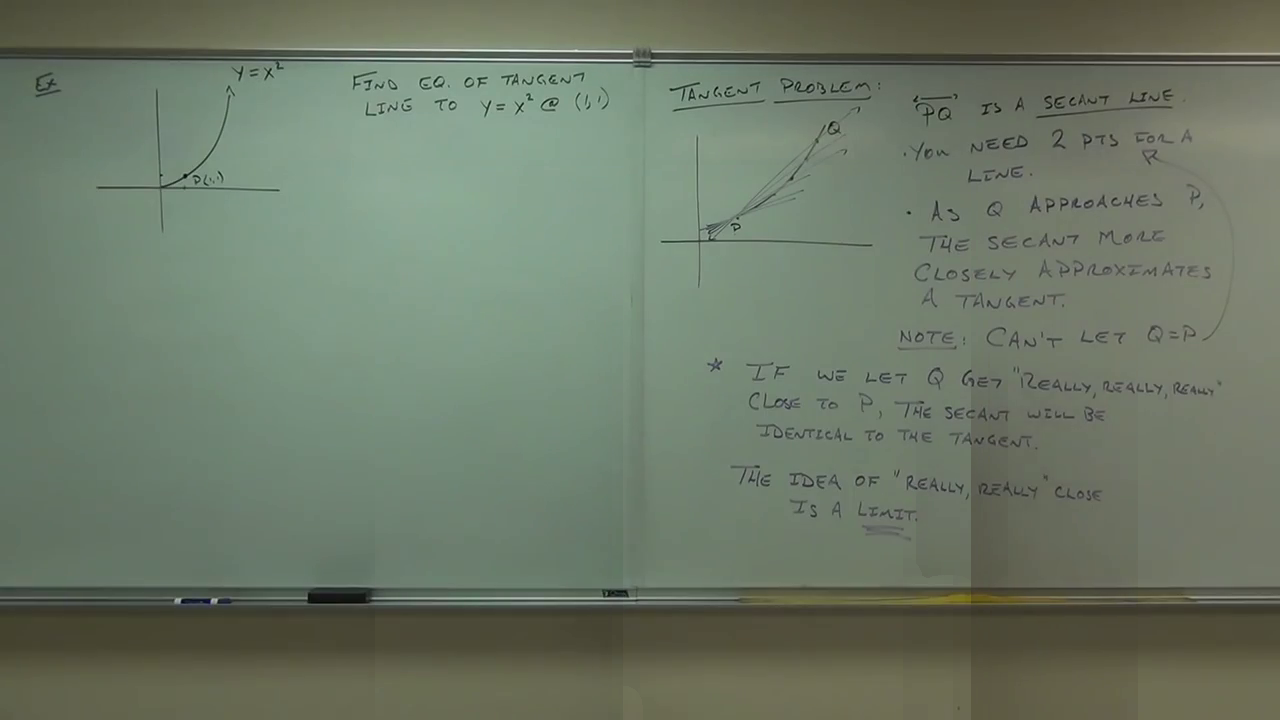 Ex
Y = X²
P(1,1)
FIND EQ. OF TANGENT
LINE TO Y = X² @ (1,1)
TANGENT PROBLEM:
Q
P
PQ IS A SECANT LINE.
• YOU NEED 2 PTS FOR A
LINE.
• AS Q APPROACHES P,
THE SECANT MORE
CLOSELY APPROXIMATES
A TANGENT.
NOTE: CAN'T LET Q=P
* IF WE LET Q GET "REALLY, REALLY, REALLY"
CLOSE TO P, THE SECANT WILL BE
IDENTICAL TO THE TANGENT.
THE IDEA OF "REALLY, REALLY" CLOSE
IS A LIMIT.